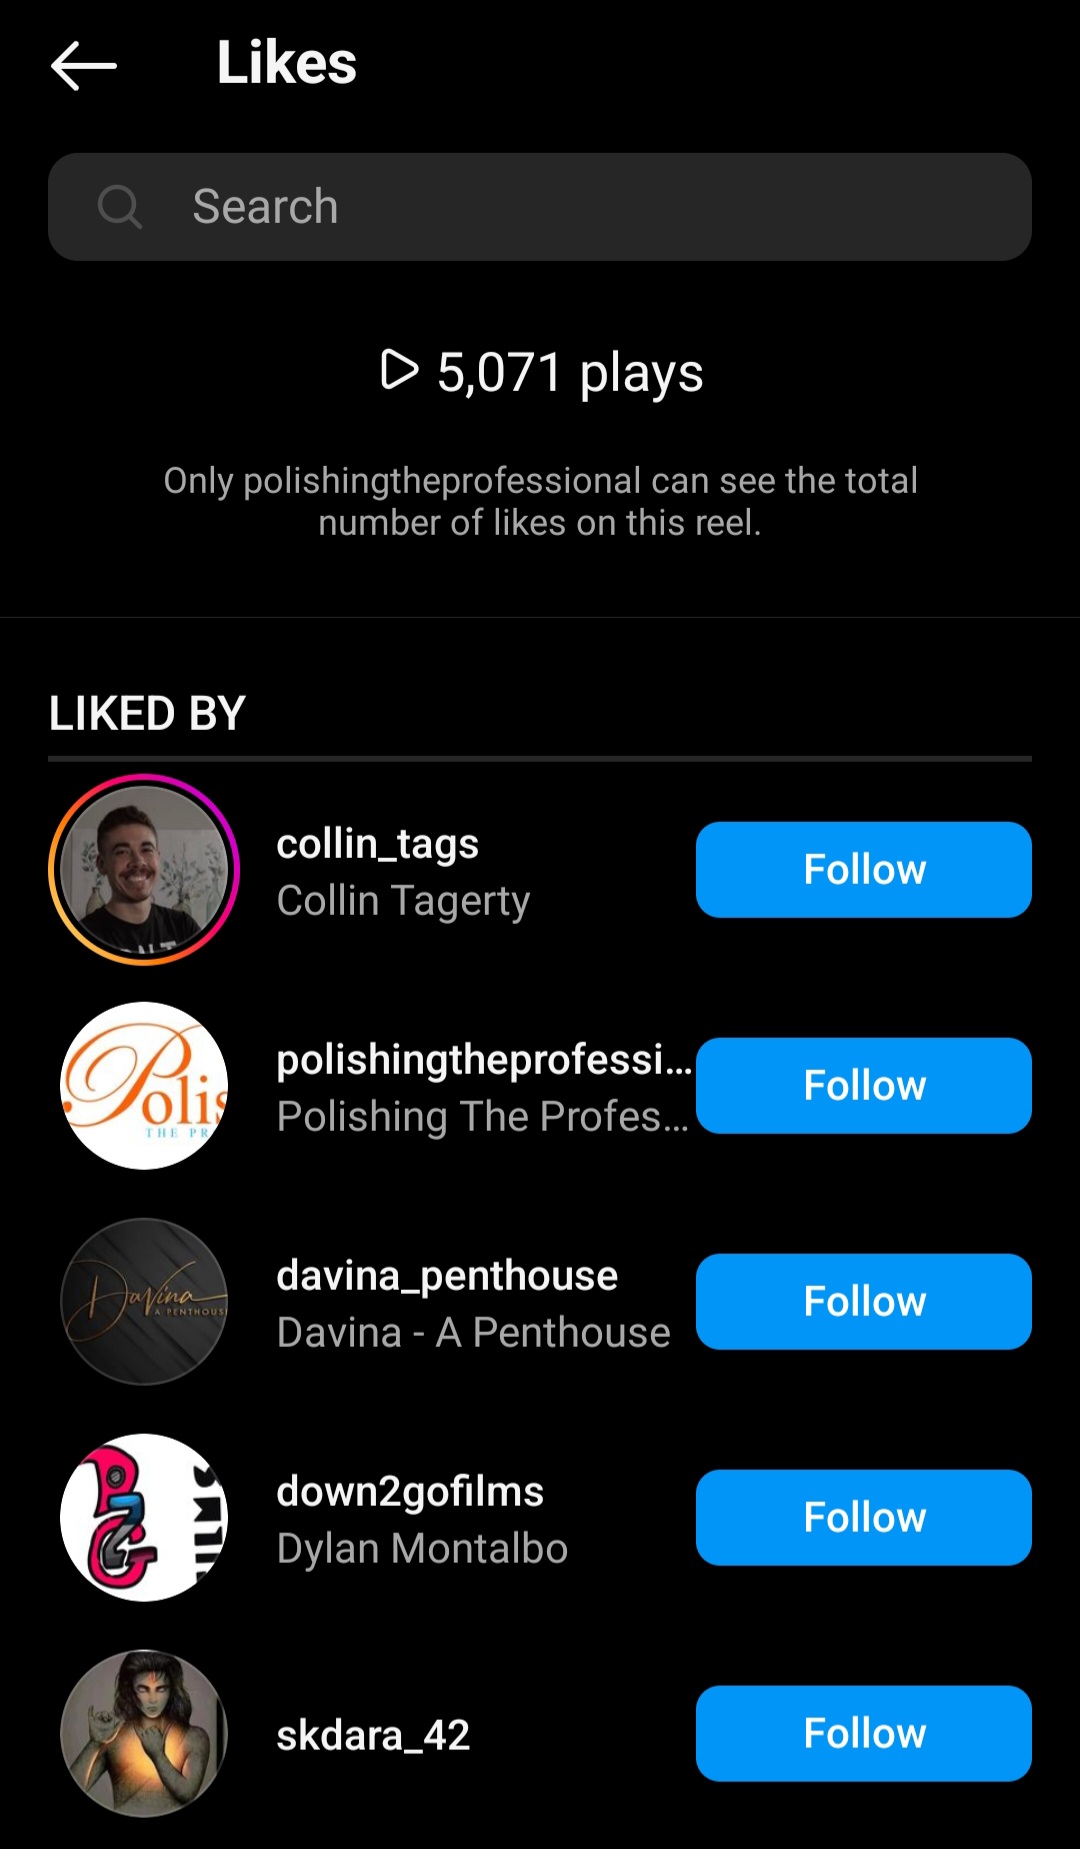 Likes
Search
5,071 plays
Only polishingtheprofessional can see the total
number of likes on this reel.
LIKED BY
collin_tags
Collin Tagerty
Follow
polishingtheprofessi...
Polishing The Profes...
Follow
Polis
THE PR
davina_penthouse
Davina - A Penthouse
Follow
DaVina
A PENTHOUS
down2gofilms
Dylan Montalbo
Follow
skdara_42
Follow